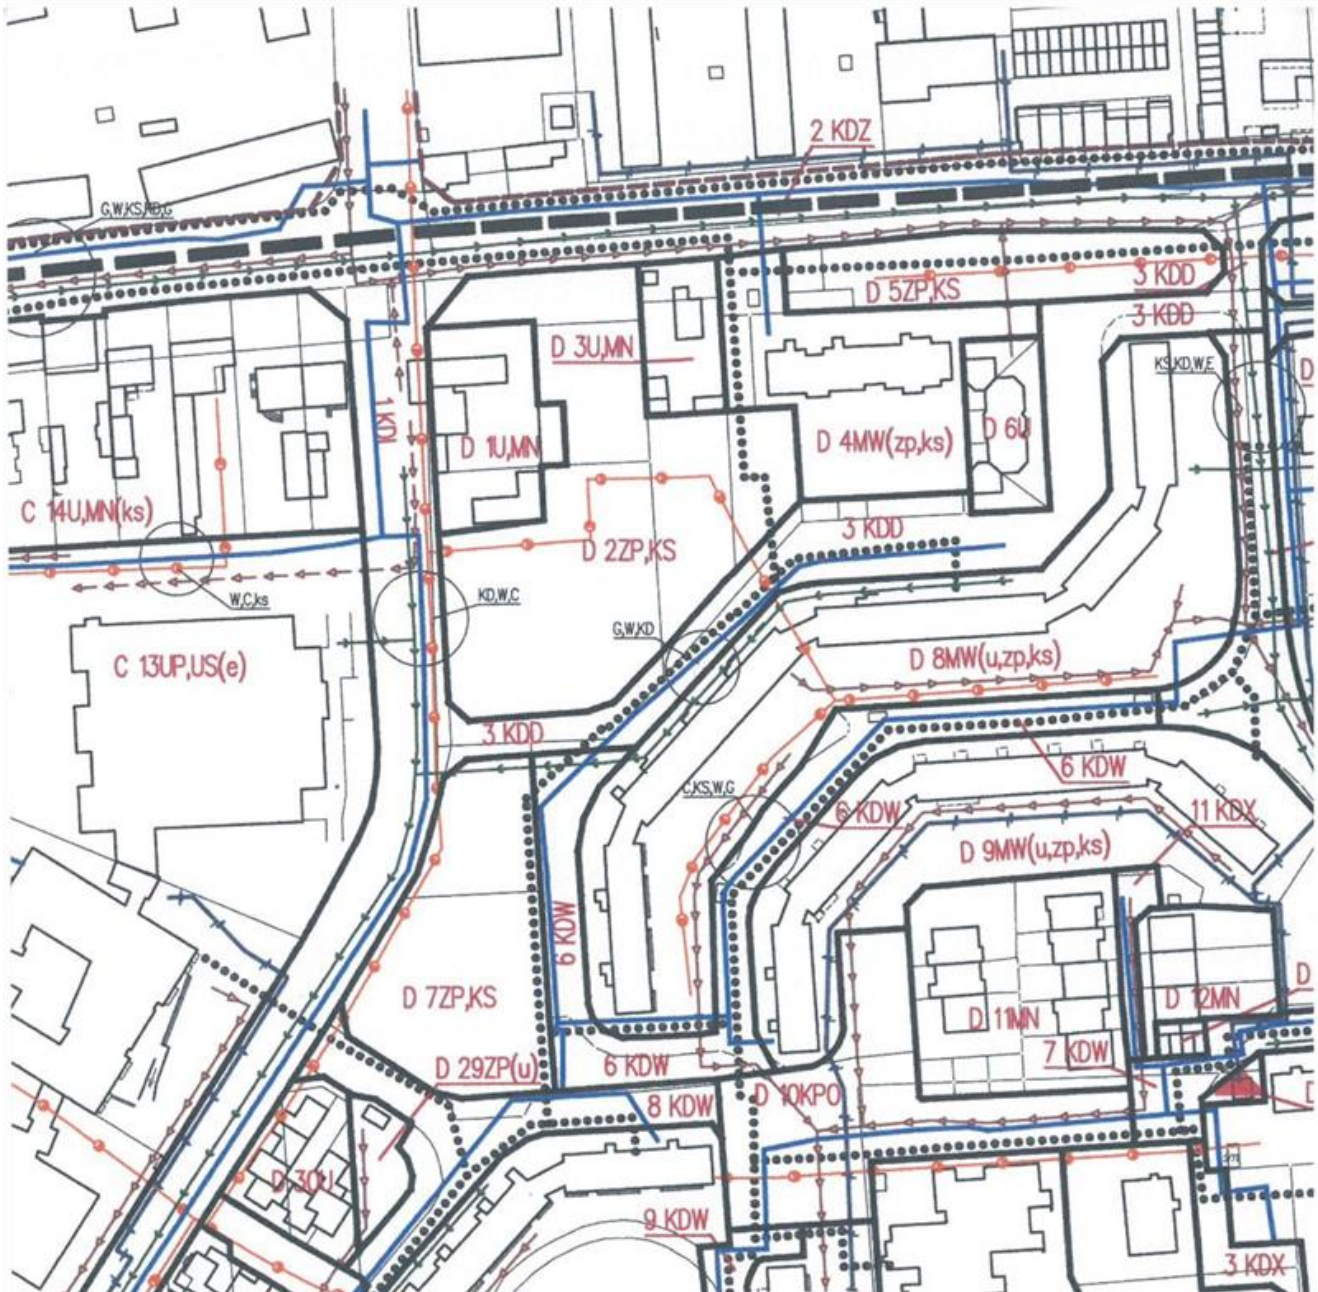 2 KDZ
G,W,KS,KD,G
D 5ZP,KS
3 KDD
3 KDD
D 3U,MN
KS,KD,W,E
D
1 KDL
D 1U,MN
D 4MW(zp,ks)
D 6U
C 14U,MN(ks)
3 KDD
D 2ZP,KS
W,C,ks
KD,W,C
G,W,KD
C 13UP,US(e)
D 8MW(u,zp,ks)
3 KDD
6 KDW
C,KS,W,G
6 KDW
11 KDX
D 9MW(u,zp,ks)
6 KDW
D 7ZP,KS
D 11MN
D 12MN
D
7 KDW
D 29ZP(u)
6 KDW
D 10KPO
8 KDW
D
D 30U
9 KDW
3 KDX